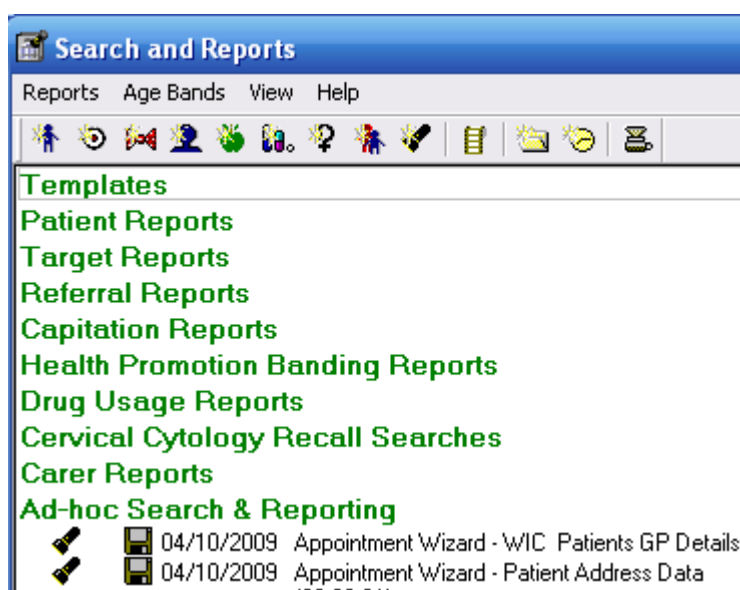 Search and Reports
Reports Age Bands View Help
Templates
Patient Reports
Target Reports
Referral Reports
Capitation Reports
Health Promotion Banding Reports
Drug Usage Reports
Cervical Cytology Recall Searches
Carer Reports
Ad-hoc Search & Reporting
04/10/2009 Appointment Wizard - WIC Patients GP Details
04/10/2009 Appointment Wizard - Patient Address Data